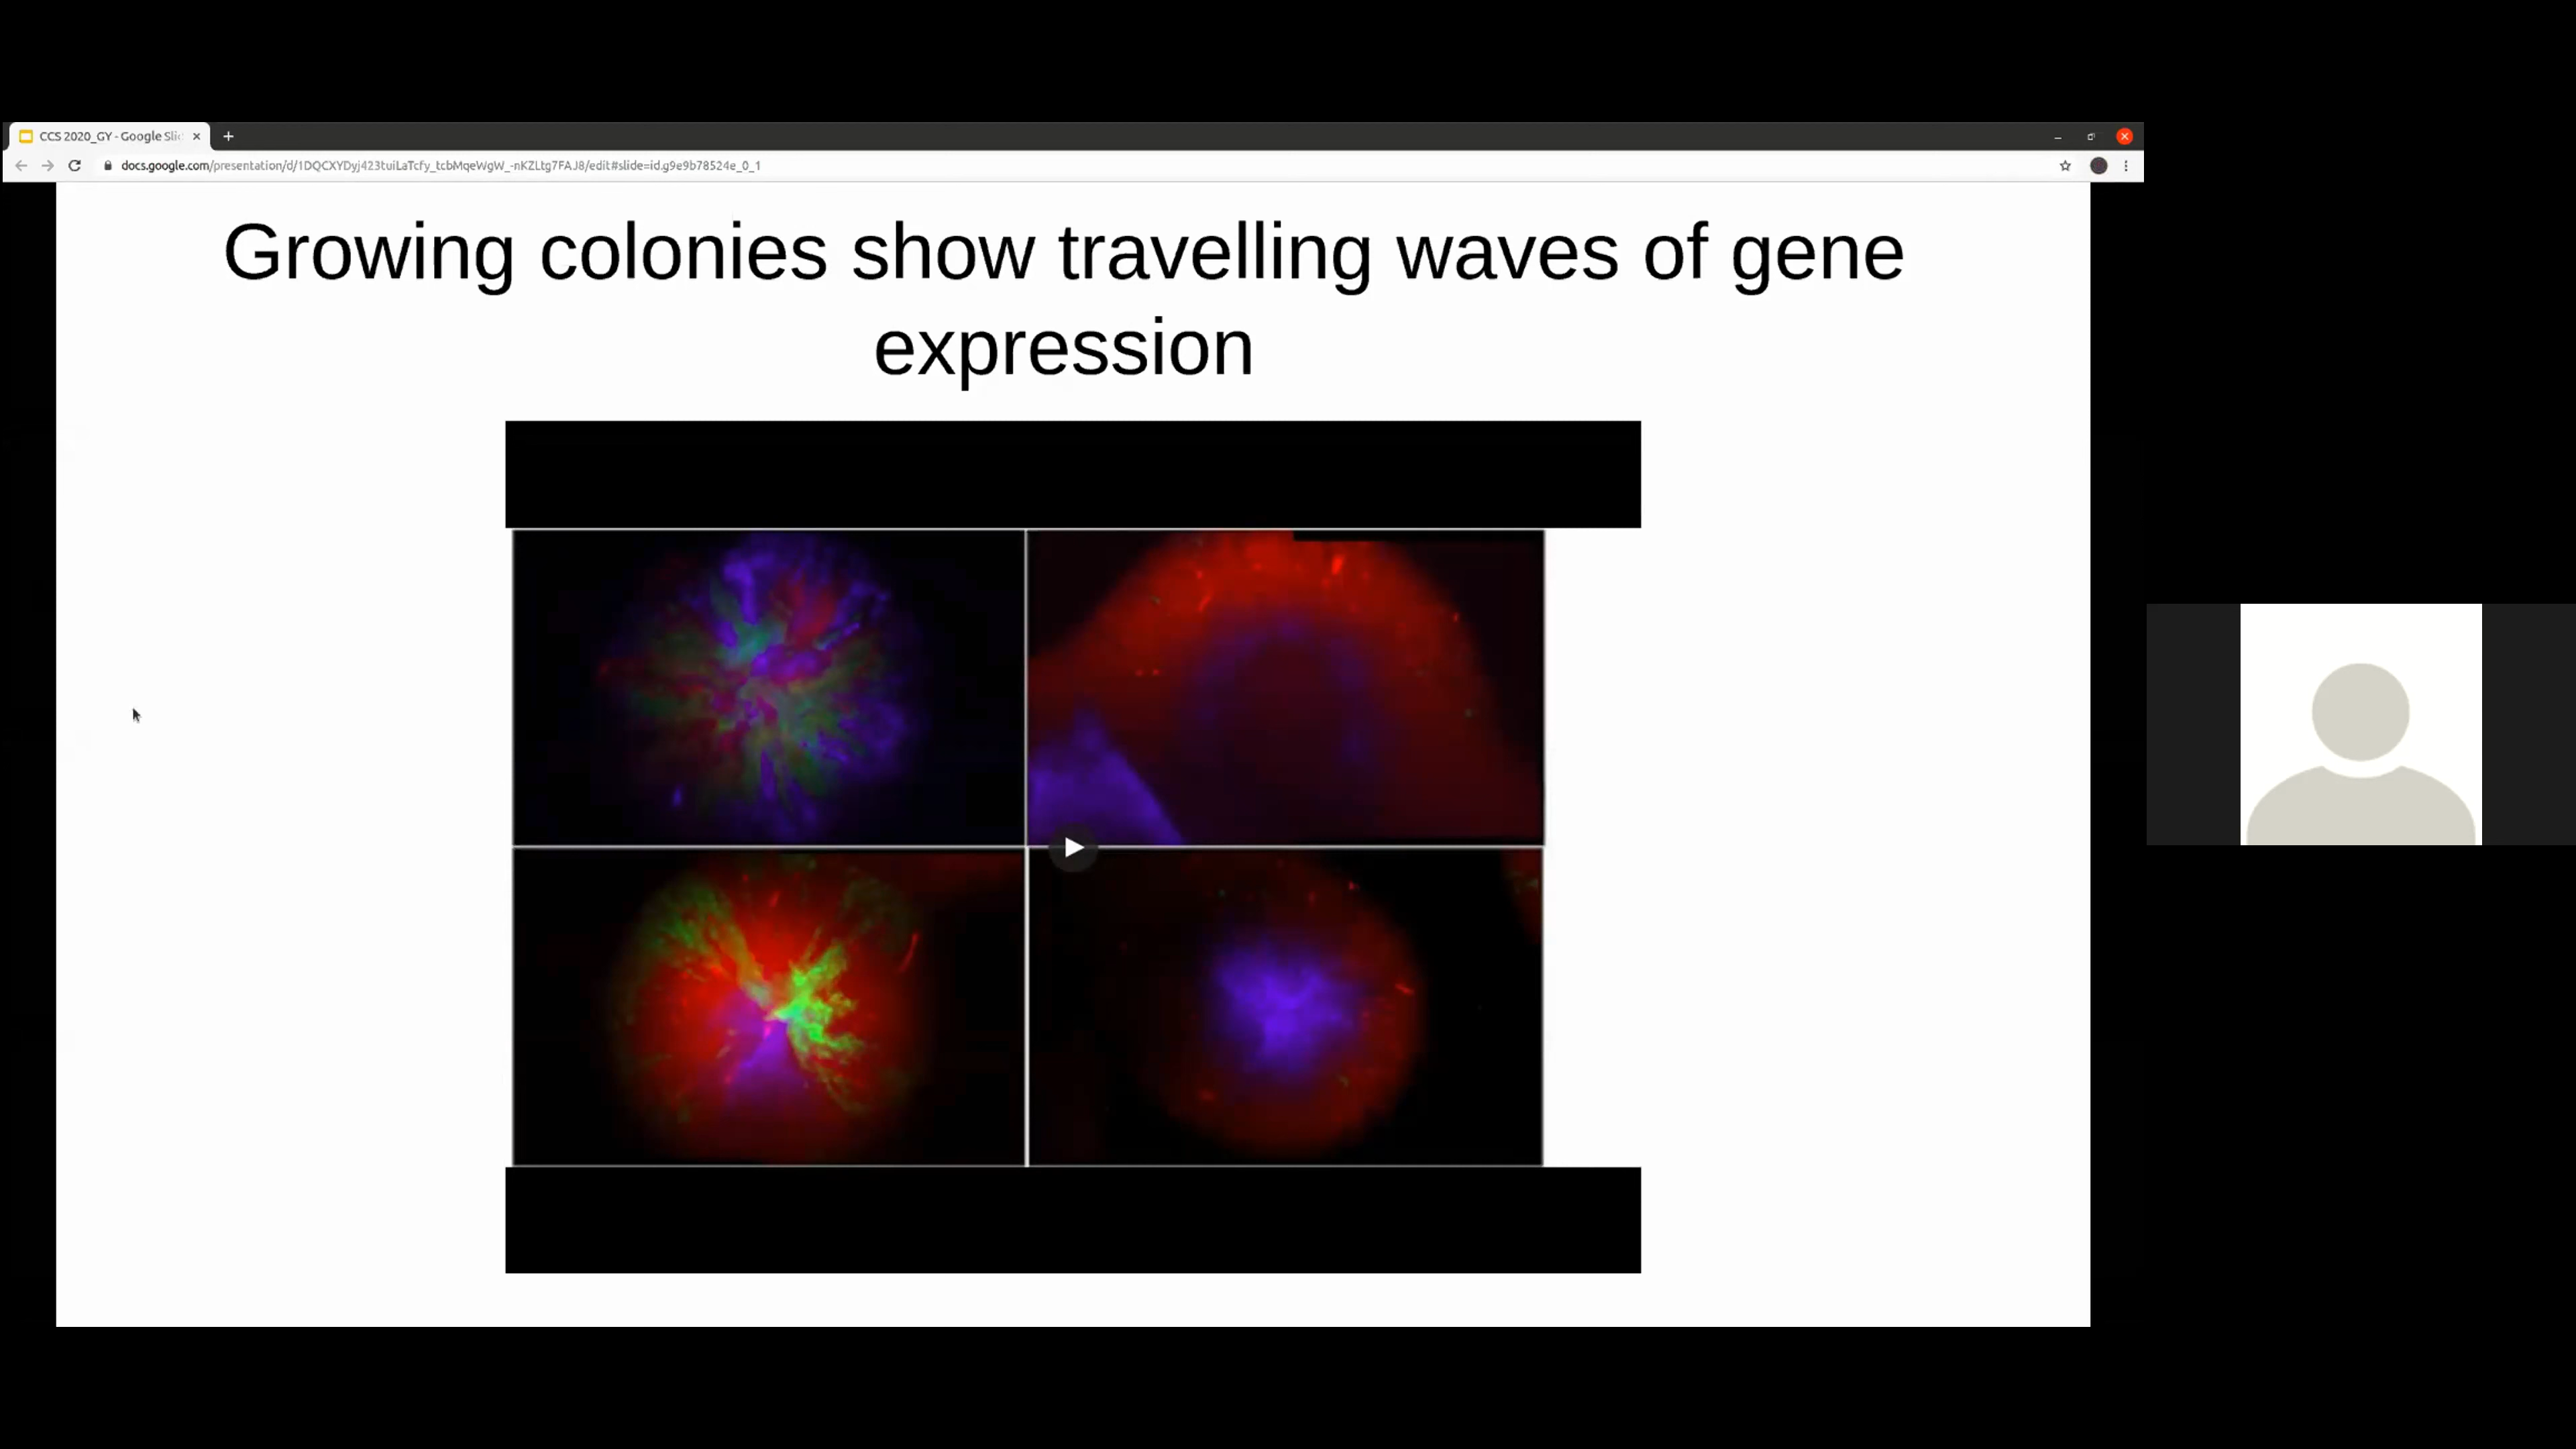 CCS 2020_GY - Google Slid
docs.google.com/presentation/d/1DQCXYDyj423tuiLaTcfy_tcbMqeWgW_-nKZLtg7FAJ8/edit#slide=id.g9e9b78524e_0_1
Growing colonies show travelling waves of gene
expression